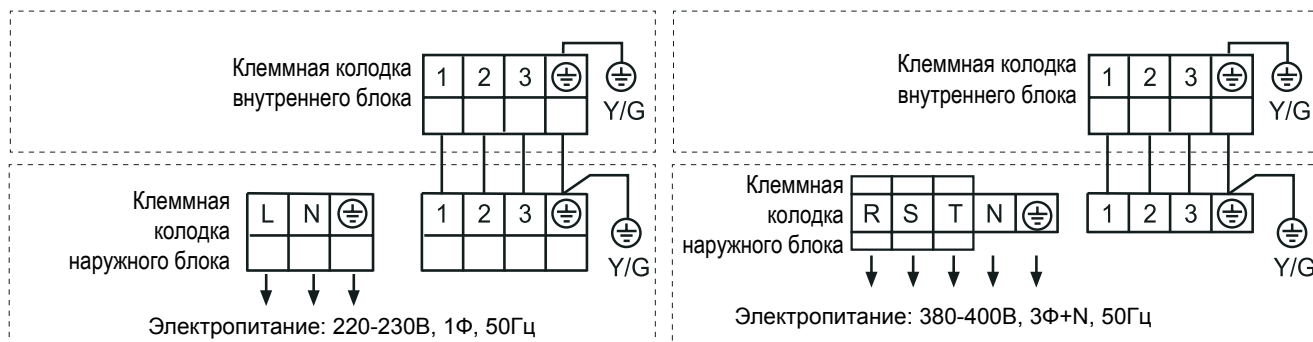 Клеммная колодка
внутреннего блока
1 2 3
Y/G
Клеммная
колодка
наружного блока
L N
1 2 3
Y/G
Электропитание: 220-230В, 1Ф, 50Гц
Клеммная колодка
внутреннего блока
1 2 3
Y/G
Клеммная
колодка
наружного блока
R S T N
1 2 3
Y/G
Электропитание: 380-400В, 3Ф+N, 50Гц